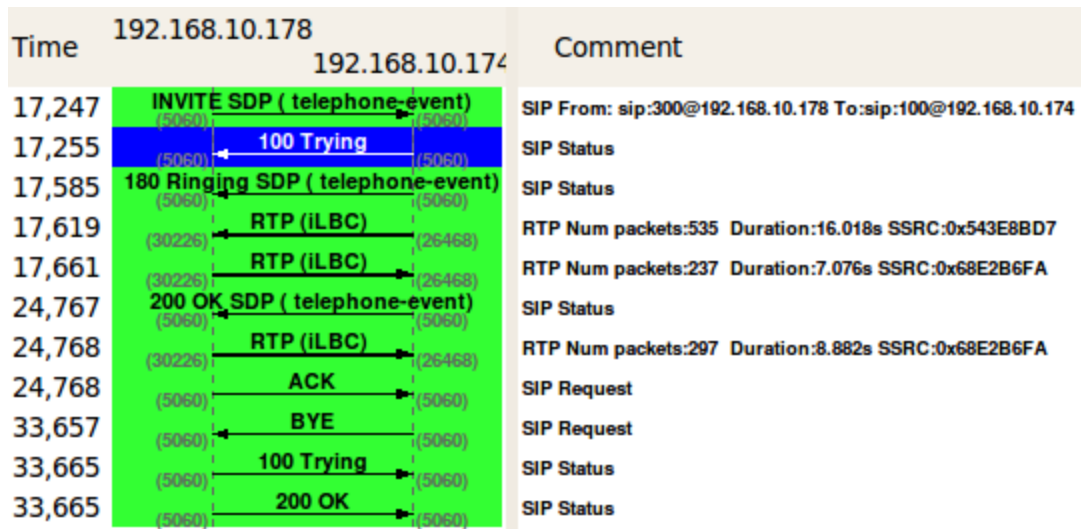 Time 192.168.10.178 192.168.10.174 Comment
17,247 INVITE SDP ( telephone-event) (5060) (5060) SIP From: sip:300@192.168.10.178 To:sip:100@192.168.10.174
17,255 100 Trying (5060) (5060) SIP Status
17,585 180 Ringing SDP ( telephone-event) (5060) (5060) SIP Status
17,619 RTP (iLBC) (30226) (26468) RTP Num packets:535 Duration:16.018s SSRC:0x543E8BD7
17,661 RTP (iLBC) (30226) (26468) RTP Num packets:237 Duration:7.076s SSRC:0x68E2B6FA
24,767 200 OK SDP ( telephone-event) (5060) (5060) SIP Status
24,768 RTP (iLBC) (30226) (26468) RTP Num packets:297 Duration:8.882s SSRC:0x68E2B6FA
24,768 ACK (5060) (5060) SIP Request
33,657 BYE (5060) (5060) SIP Request
33,665 100 Trying (5060) (5060) SIP Status
33,665 200 OK (5060) (5060) SIP Status